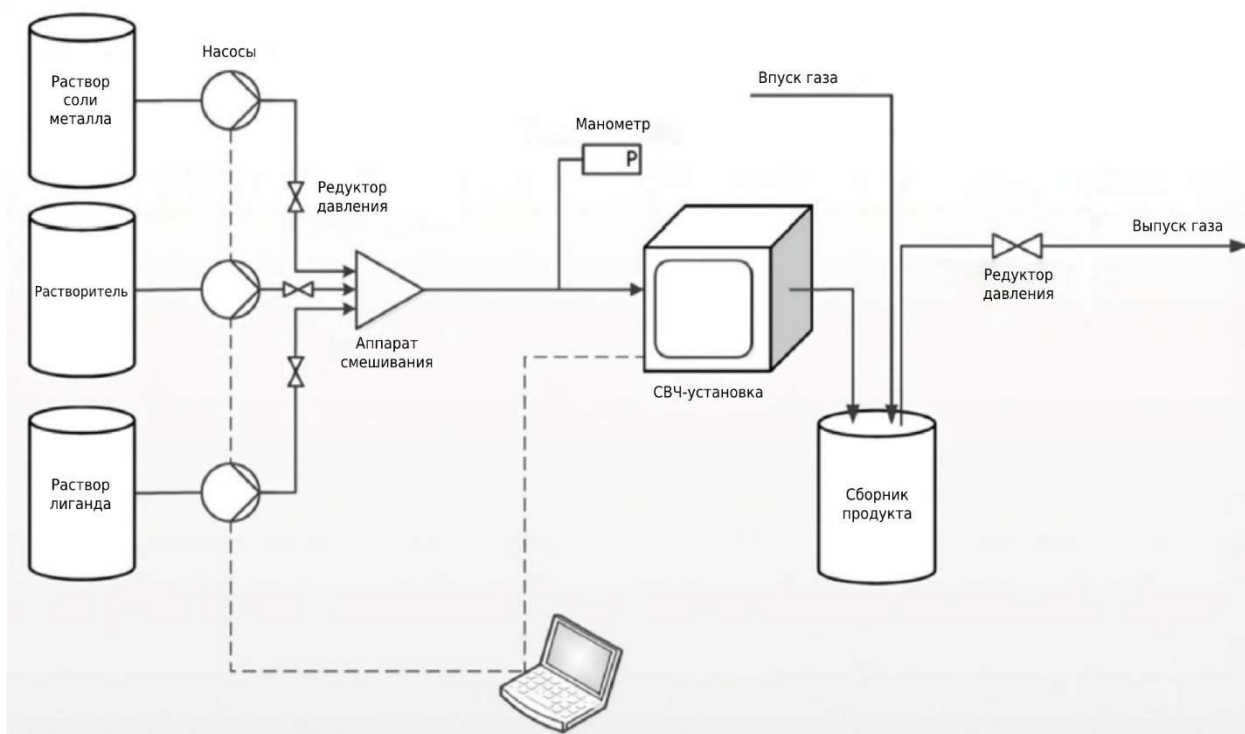 Насосы
Раствор
соли
металла
Впуск газа
Манометр
P
Редуктор
давления
Выпуск газа
Растворитель
Редуктор
давления
Аппарат
смешивания
СВЧ-установка
Раствор
лиганда
Сборник
продукта